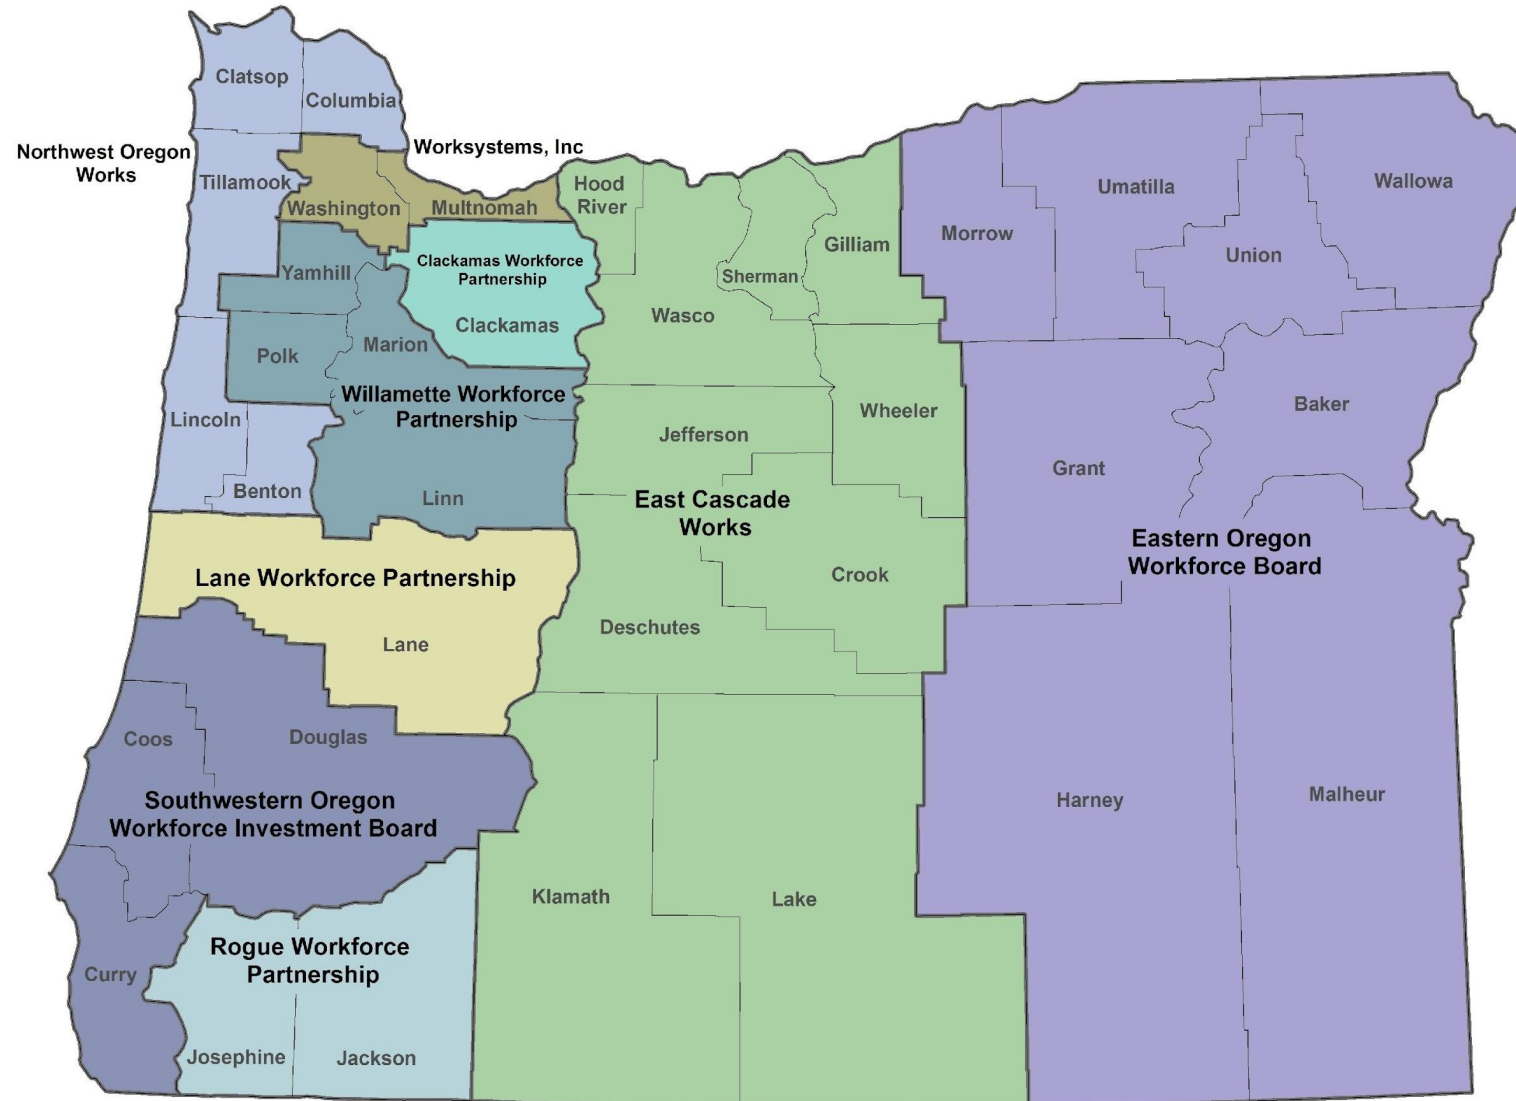 Clatsop
Columbia
Northwest Oregon
Works
Worksystems, Inc
Tillamook
Washington
Multnomah
Hood
River
Umatilla
Wallowa
Morrow
Gilliam
Union
Sherman
Yamhill
Clackamas Workforce
Partnership
Clackamas
Wasco
Polk
Marion
Willamette Workforce
Partnership
Lincoln
Wheeler
Baker
Jefferson
Grant
Benton
Linn
East Cascade
Works
Eastern Oregon
Workforce Board
Lane Workforce Partnership
Crook
Deschutes
Lane
Coos
Douglas
Southwestern Oregon
Workforce Investment Board
Harney
Malheur
Klamath
Lake
Rogue Workforce
Partnership
Curry
Josephine
Jackson